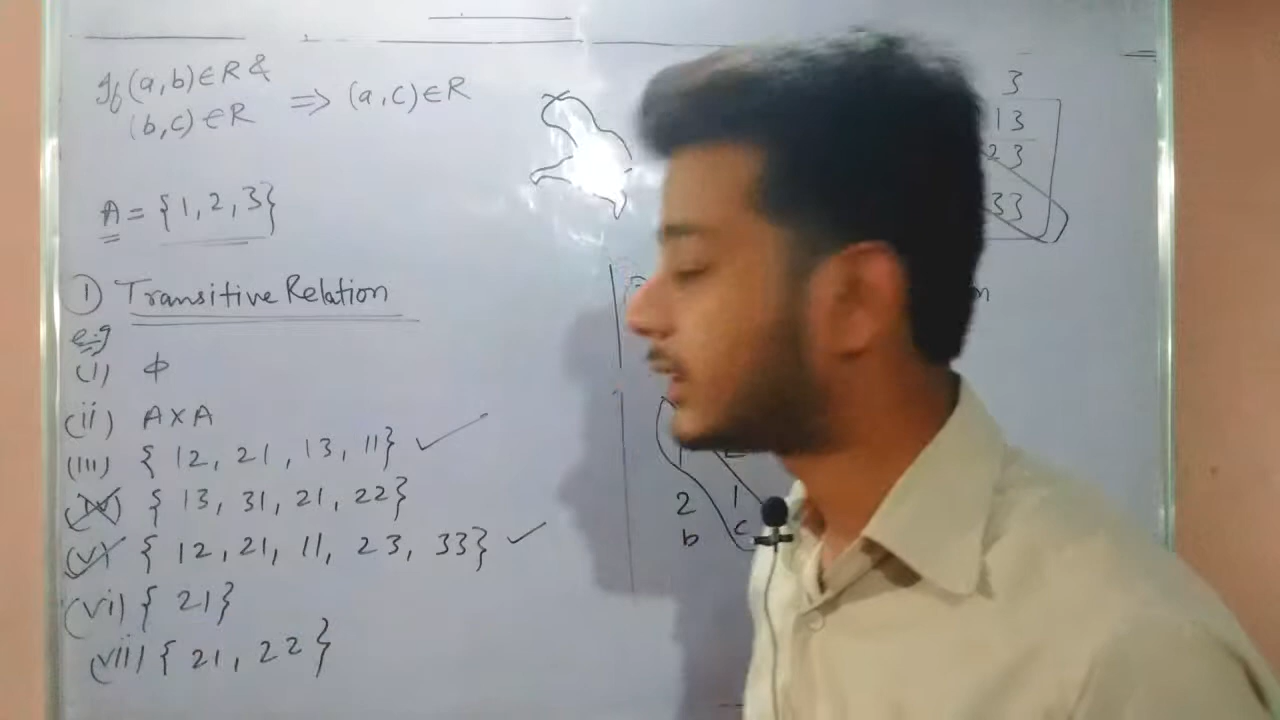 If (a,b)∈R &
(b,c)∈R ⇒ (a,c)∈R
A = {1,2,3}
① Transitive Relation
e.g
(i) ϕ
(ii) A×A
(iii) { 12, 21, 13, 11} ✓
(iv) { 13, 31, 21, 22}
(v) { 12, 21, 11, 23, 33} ✓
(vi) { 21}
(vii) { 21, 22}
3
13
23
33
1
2 1
b c